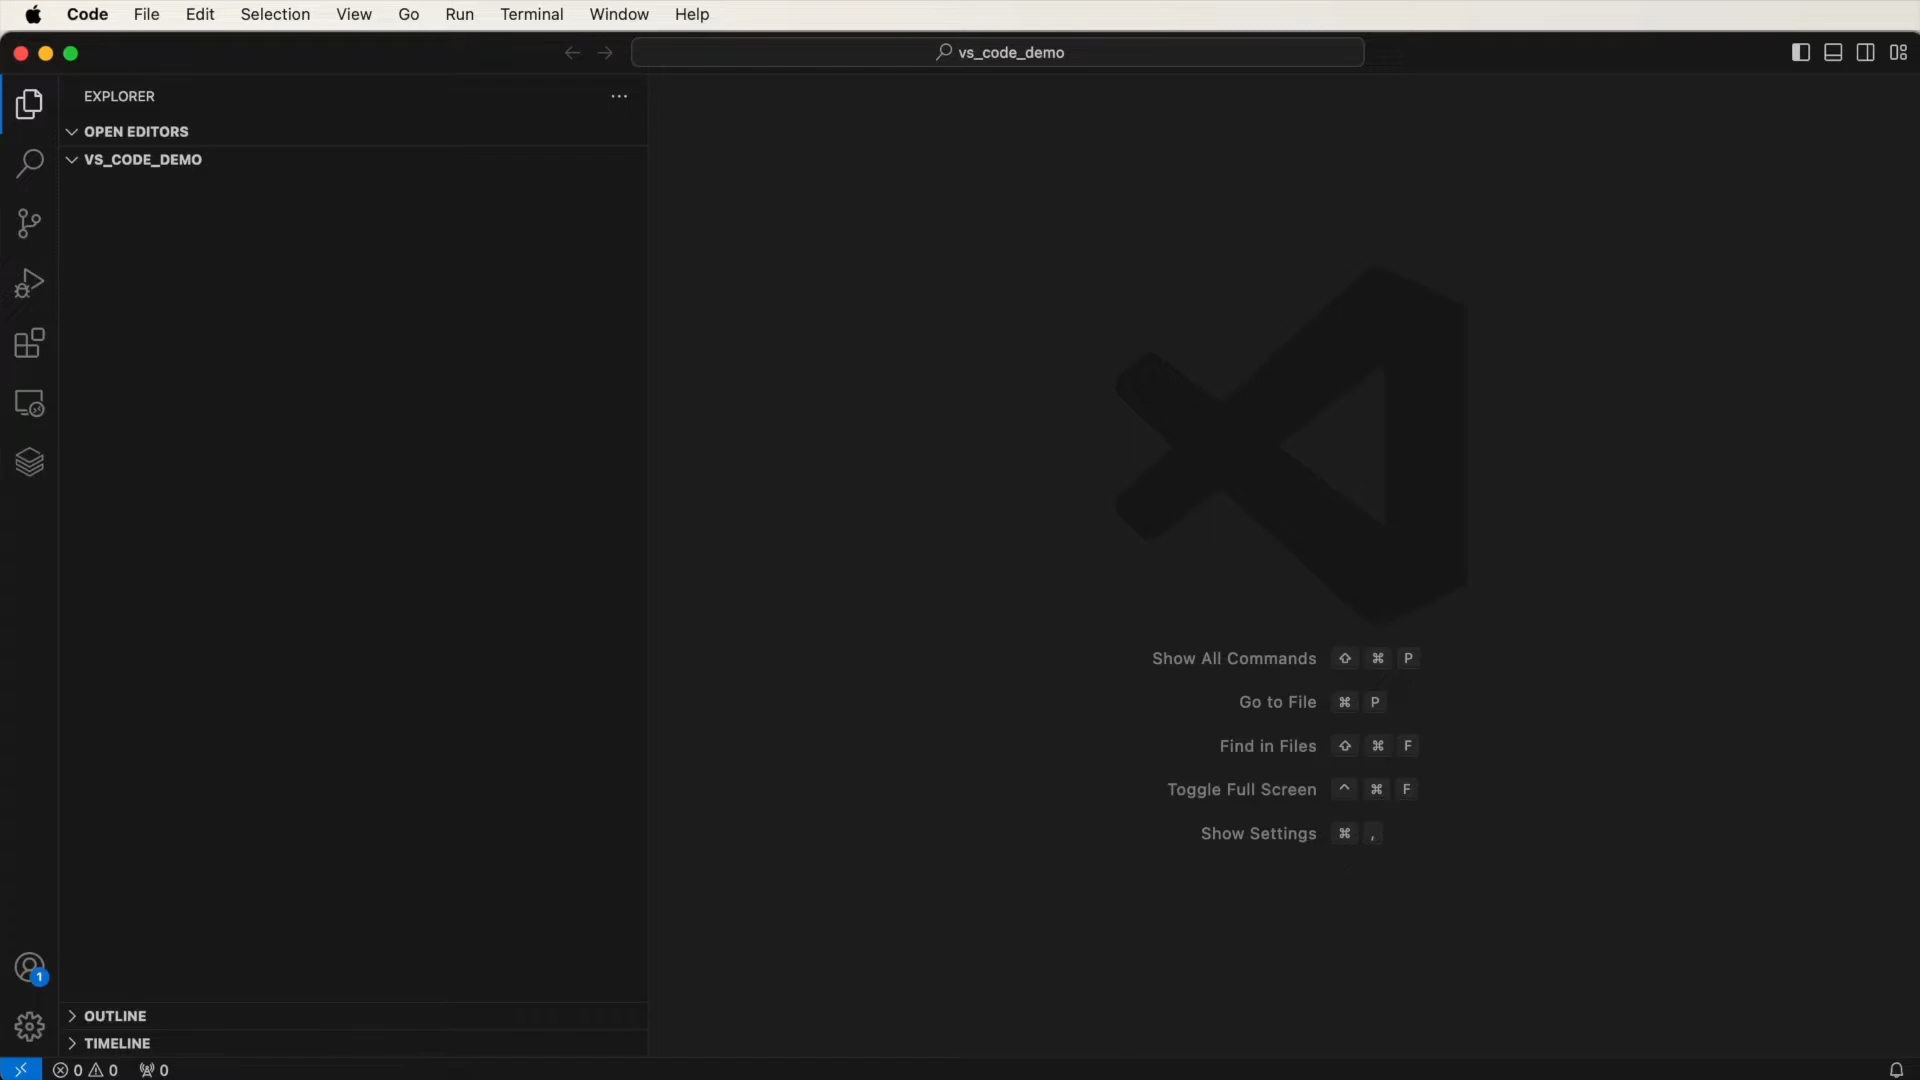 Code File Edit Selection View Go Run Terminal Window Help
vs_code_demo
EXPLORER
OPEN EDITORS
VS_CODE_DEMO
Show All Commands ⇧ ⌘ P
Go to File ⌘ P
Find in Files ⇧ ⌘ F
Toggle Full Screen ^ ⌘ F
Show Settings ⌘ ,
1
OUTLINE
TIMELINE
0 0 0